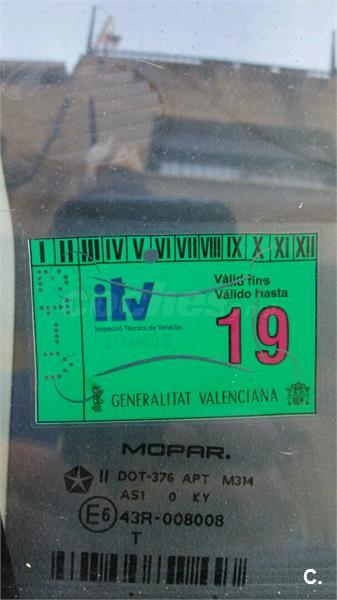 I II III IV V VI VII VIII IX X XI XII
itv
Vàlid fins
Válido hasta
Inspecció Tècnica de Vehicles
19
GENERALITAT VALENCIANA
MOPAR.
II DOT-376 APT M314
AS1 0 KY
E6 43R-008008
T
C.